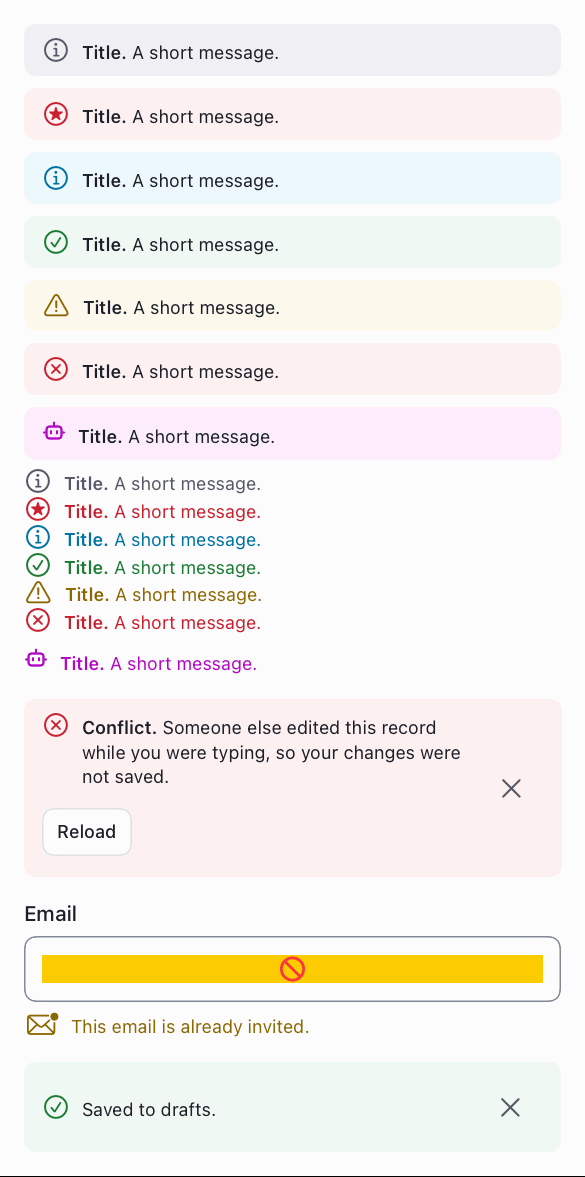 Title. A short message.
Title. A short message.
Title. A short message.
Title. A short message.
Title. A short message.
Title. A short message.
Title. A short message.
Title. A short message.
Title. A short message.
Title. A short message.
Title. A short message.
Title. A short message.
Title. A short message.
Title. A short message.
Conflict. Someone else edited this record
while you were typing, so your changes were
not saved.
Reload
Email
This email is already invited.
Saved to drafts.